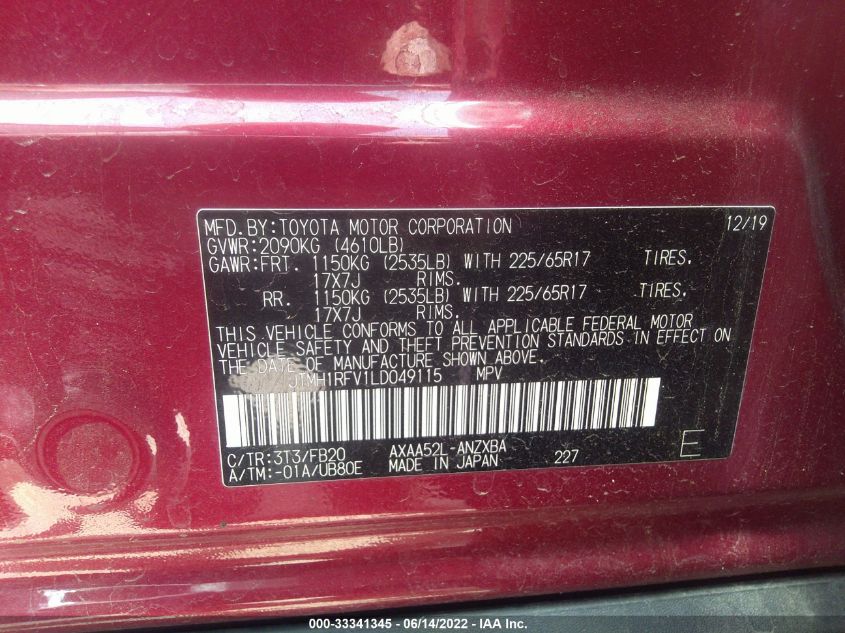 MFD.BY:TOYOTA MOTOR CORPORATION 12/19
GVWR:2090KG (4610LB)
GAWR:FRT. 1150KG (2535LB) WITH 225/65R17 TIRES,
17X7J RIMS.
RR. 1150KG (2535LB) WITH 225/65R17 TIRES,
17X7J RIMS.
THIS VEHICLE CONFORMS TO ALL APPLICABLE FEDERAL MOTOR
VEHICLE SAFETY AND THEFT PREVENTION STANDARDS IN EFFECT ON
THE DATE OF MANUFACTURE SHOWN ABOVE.
JTMH1RFV1LD049115 MPV
C/TR:3T3/FB20 AXAA52L-ANZXBA
A/TM:-01A/UB80E MADE IN JAPAN 227 E
000-33341345 - 06/14/2022 - IAA Inc.